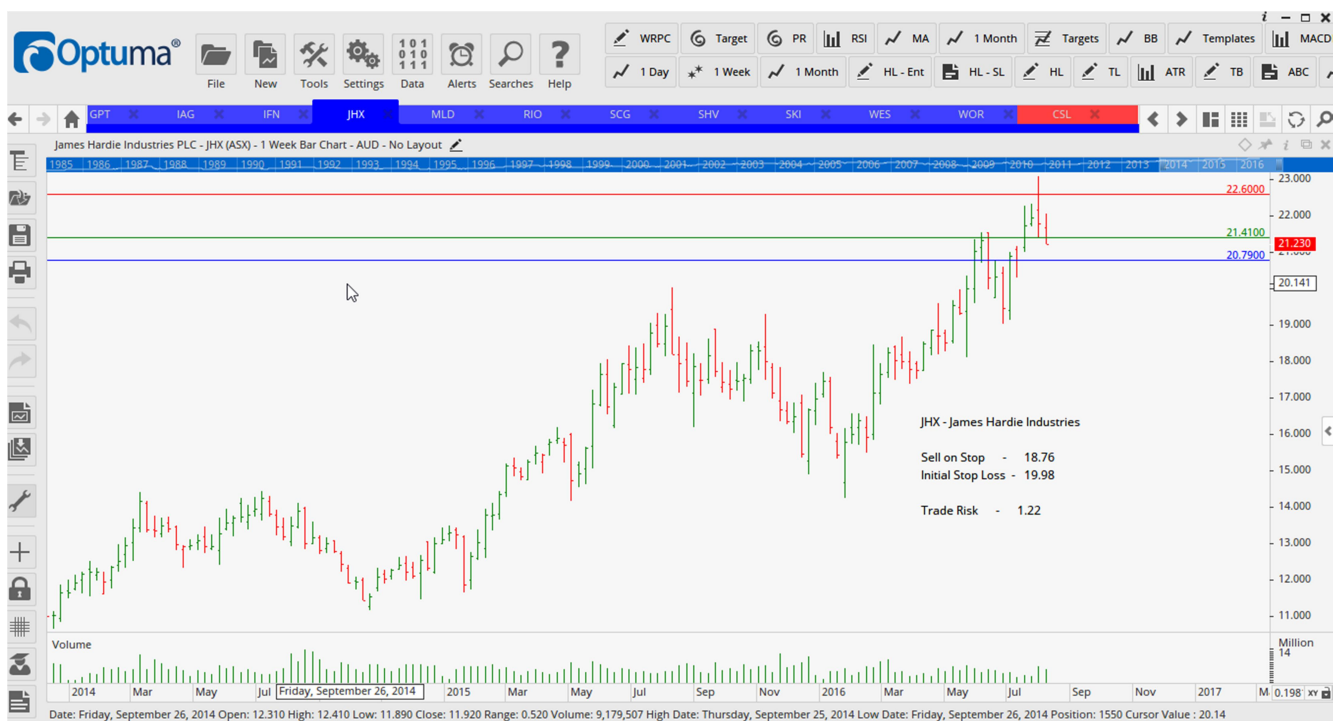 Optuma®
File New Tools Settings Data Alerts Searches Help
WRPC Target PR RSI MA 1 Month Targets BB Templates MACD
1 Day 1 Week 1 Month HL - Ent HL - SL HL TL ATR TB ABC
GPT IAG IFN JHX MLD RIO SCG SHV SKI WES WOR CSL
James Hardie Industries PLC - JHX (ASX) - 1 Week Bar Chart - AUD - No Layout
1985 1986 1987 1988 1989 1990 1991 1992 1993 1994 1995 1996 1997 1998 1999 2000 2001 2002 2003 2004 2005 2006 2007 2008 2009 2010 2011 2012 2013 2014 2015 2016
23.000
22.6000
22.000
21.4100
21.230
21.000
20.7900
20.141
19.000
18.000
17.000
16.000
15.000
14.000
13.000
12.000
11.000
JHX - James Hardie Industries
Sell on Stop - 18.76
Initial Stop Loss - 19.98
Trade Risk - 1.22
Volume
Million
14
2014 Mar May Jul Friday, September 26, 2014 2015 Mar May Jul Sep Nov 2016 Mar May Jul Sep Nov 2017 M 0.198 XY
Date: Friday, September 26, 2014 Open: 12.310 High: 12.410 Low: 11.890 Close: 11.920 Range: 0.520 Volume: 9,179,507 High Date: Thursday, September 25, 2014 Low Date: Friday, September 26, 2014 Position: 1550 Cursor Value : 20.14